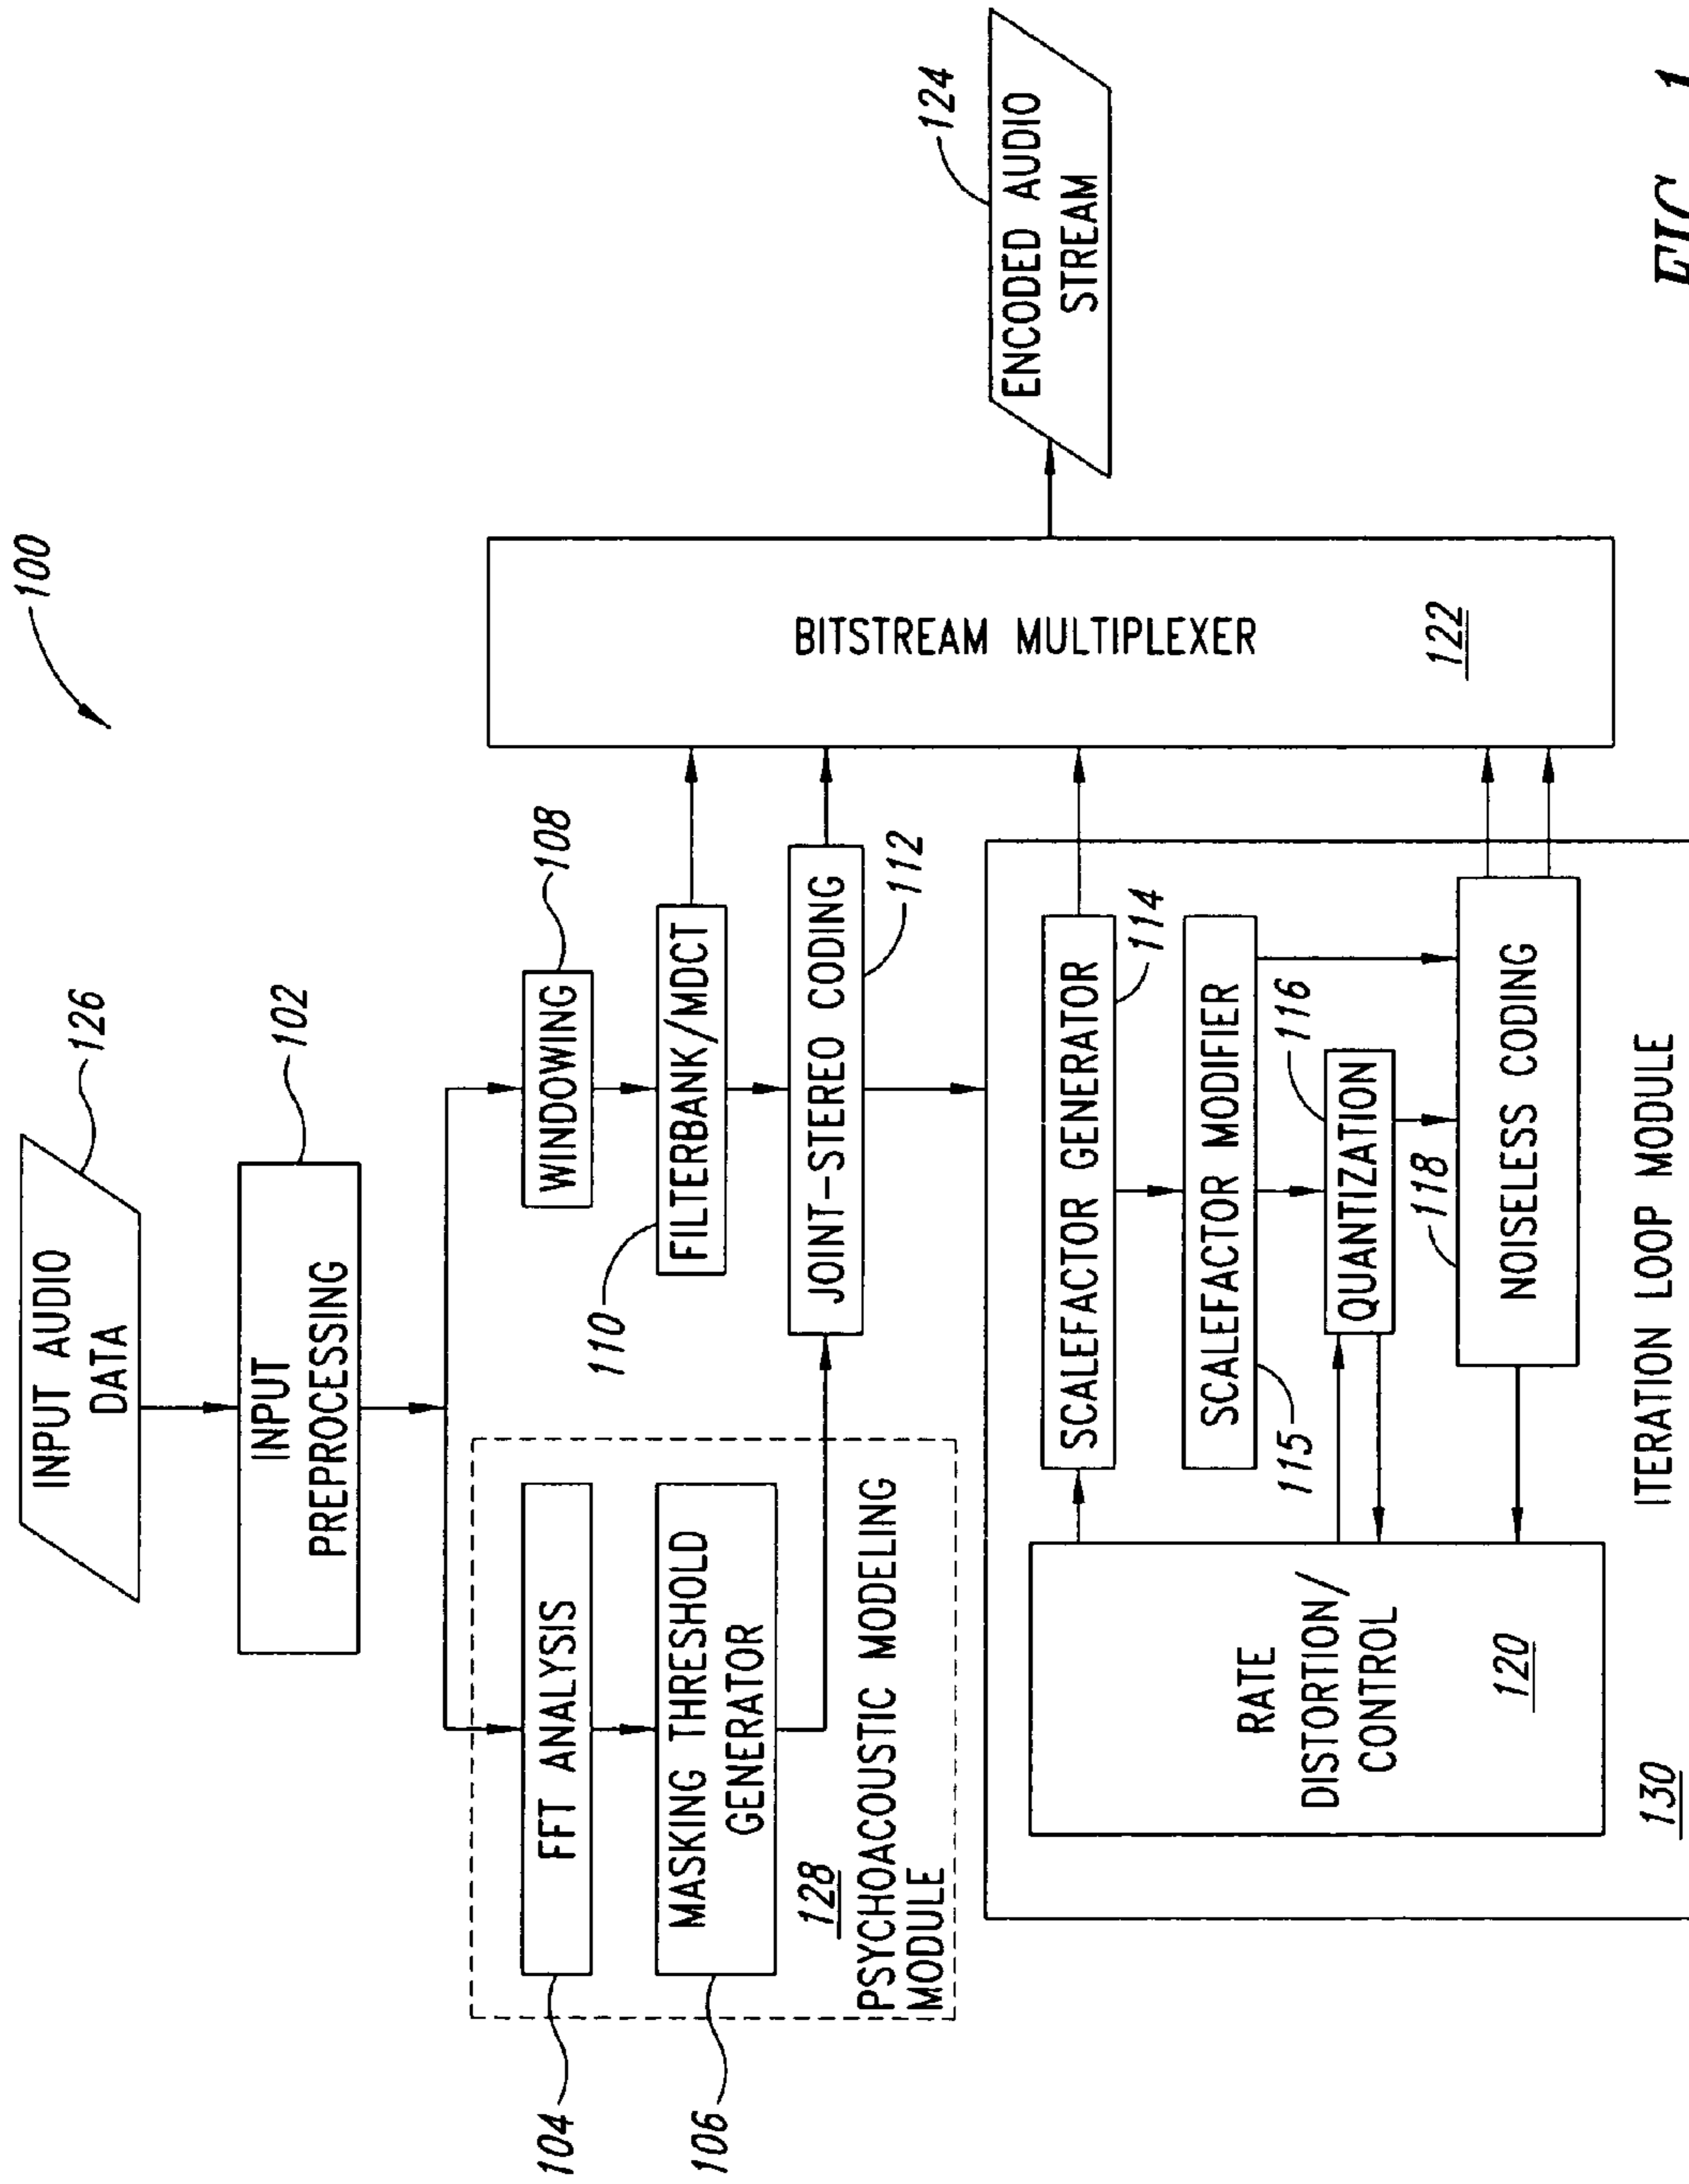 100
INPUT AUDIO
DATA
126
INPUT
PREPROCESSING
102
FFT ANALYSIS
104
MASKING THRESHOLD
GENERATOR
106
128
PSYCHOACOUSTIC MODELING
MODULE
WINDOWING
108
FILTERBANK/MDCT
110
JOINT-STEREO CODING
112
BITSTREAM MULTIPLEXER
122
ENCODED AUDIO
STREAM
124
SCALEFACTOR GENERATOR
114
SCALEFACTOR MODIFIER
115
QUANTIZATION
116
NOISELESS CODING
118
RATE
DISTORTION/
CONTROL
120
ITERATION LOOP MODULE
130
FIG. 1